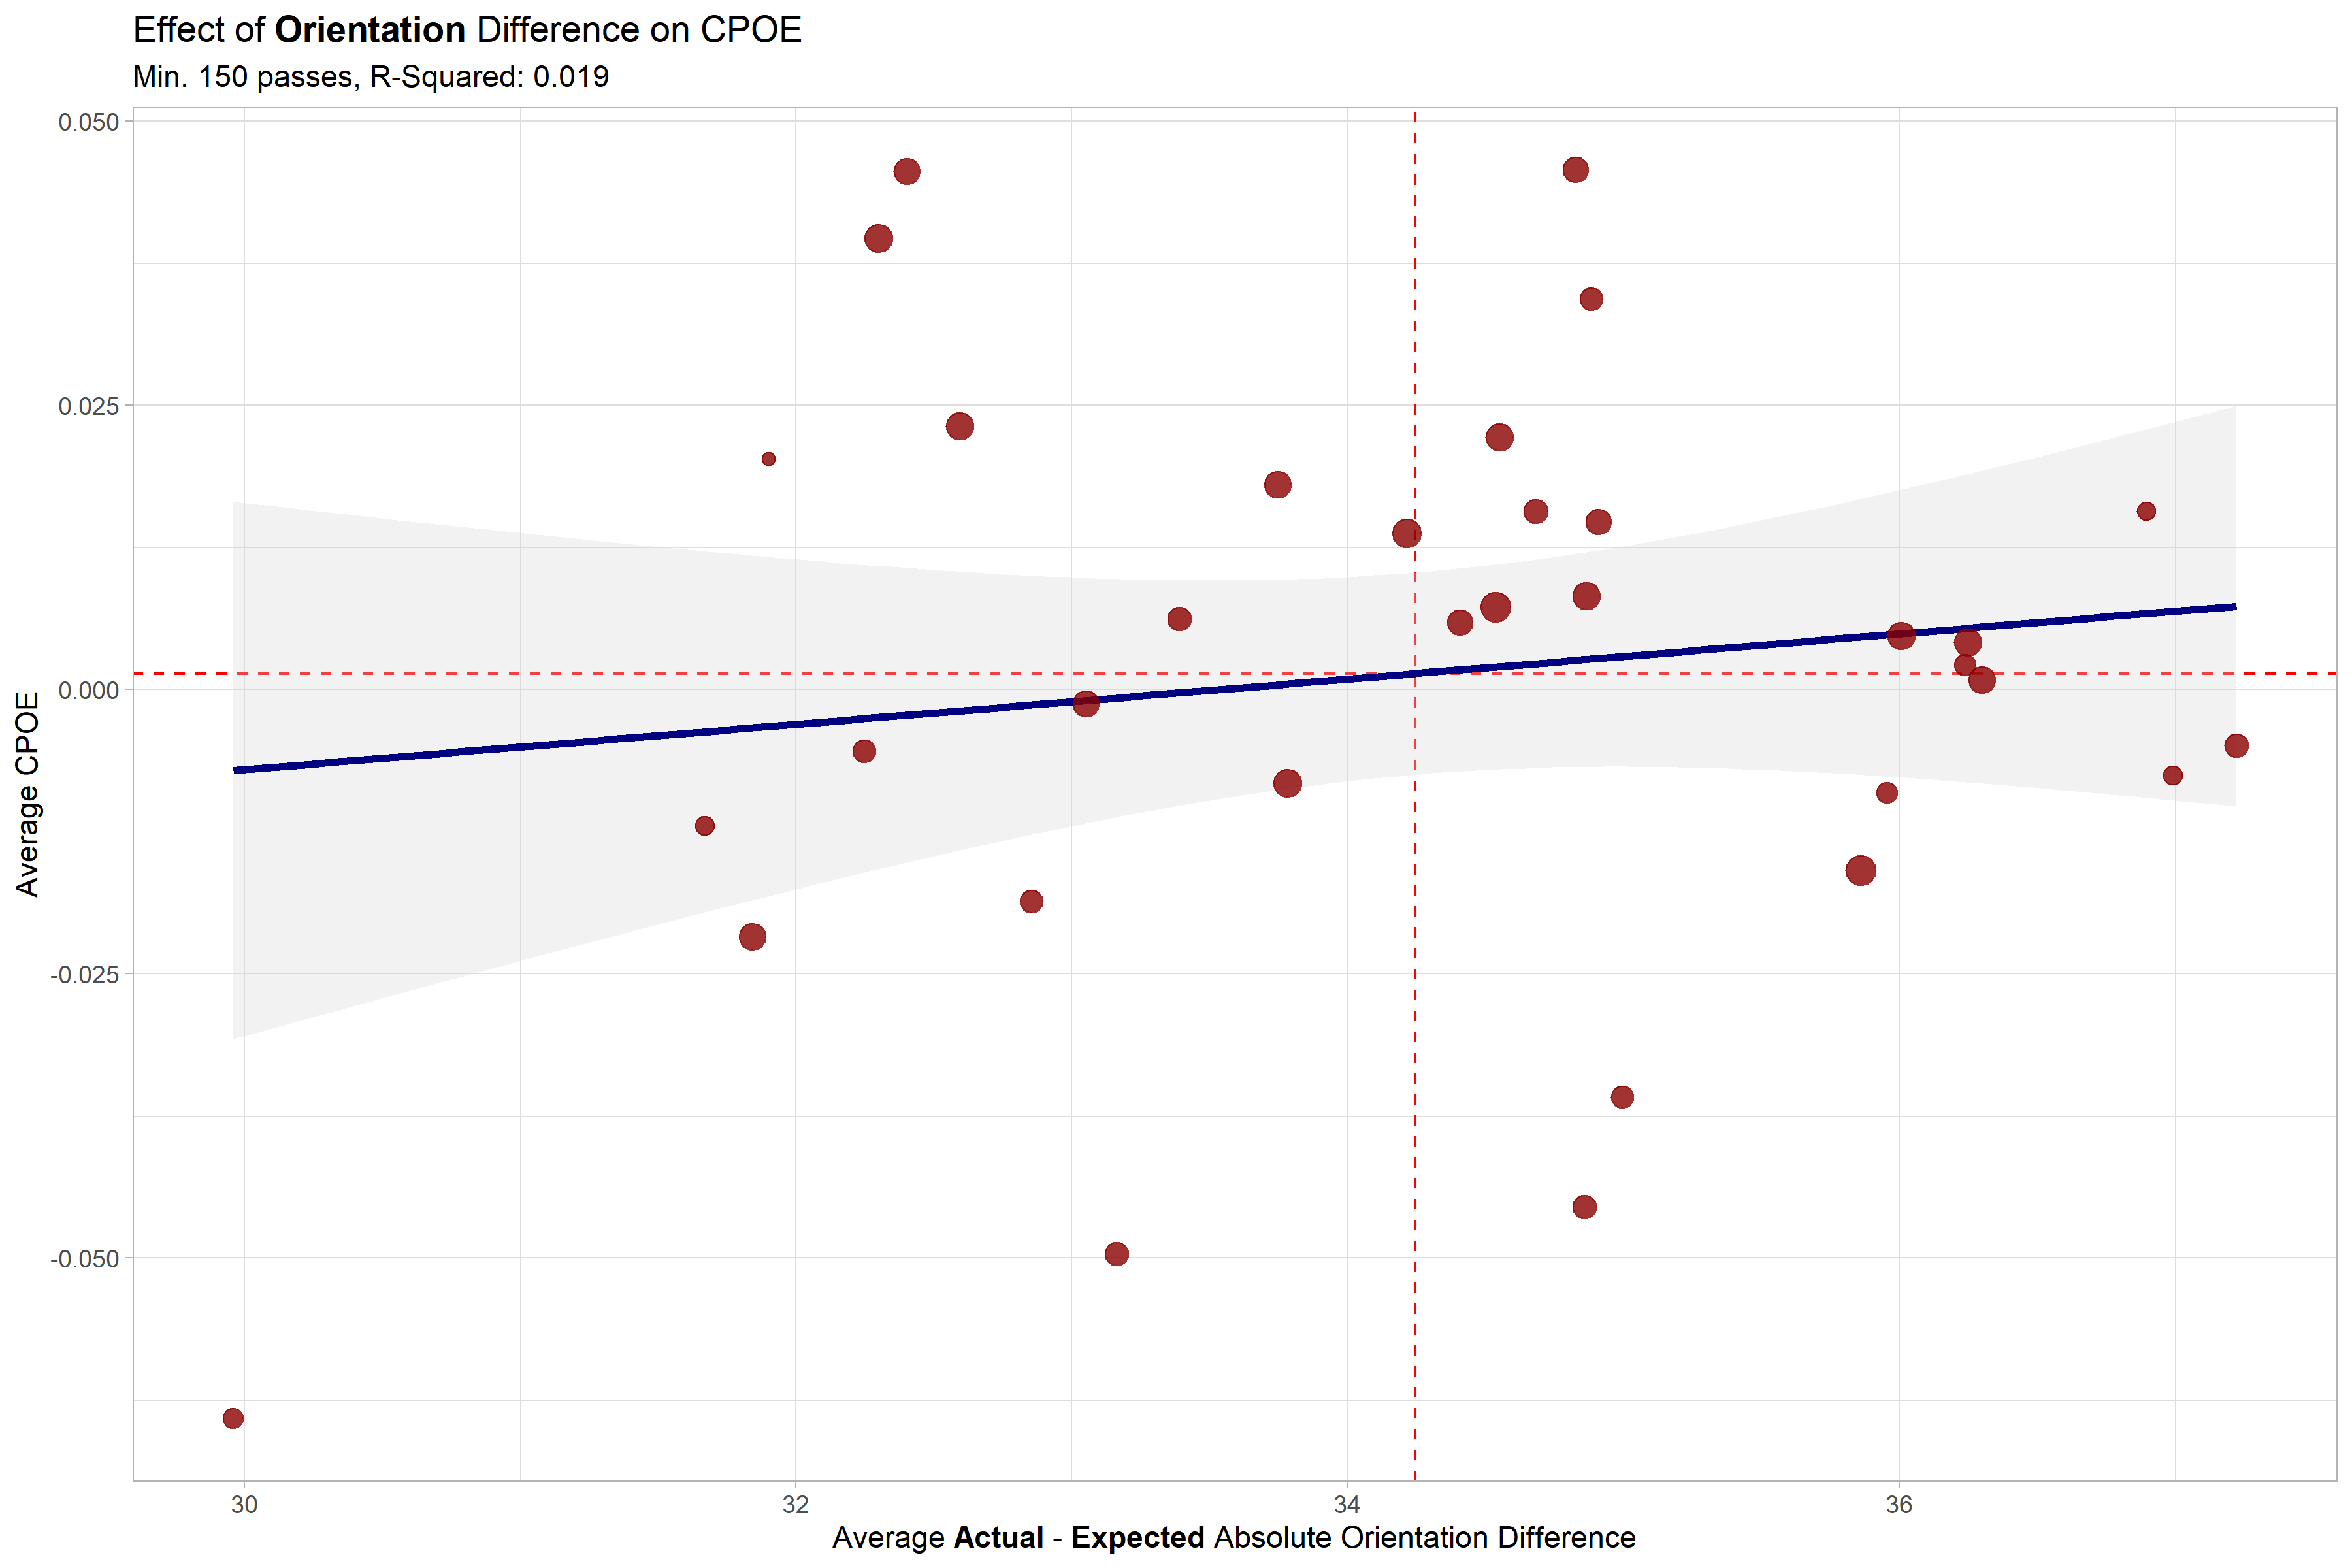 Effect of Orientation Difference on CPOE
Min. 150 passes, R-Squared: 0.019
Average CPOE
0.050
0.025
0.000
-0.025
-0.050
30
32
34
36
Average Actual - Expected Absolute Orientation Difference